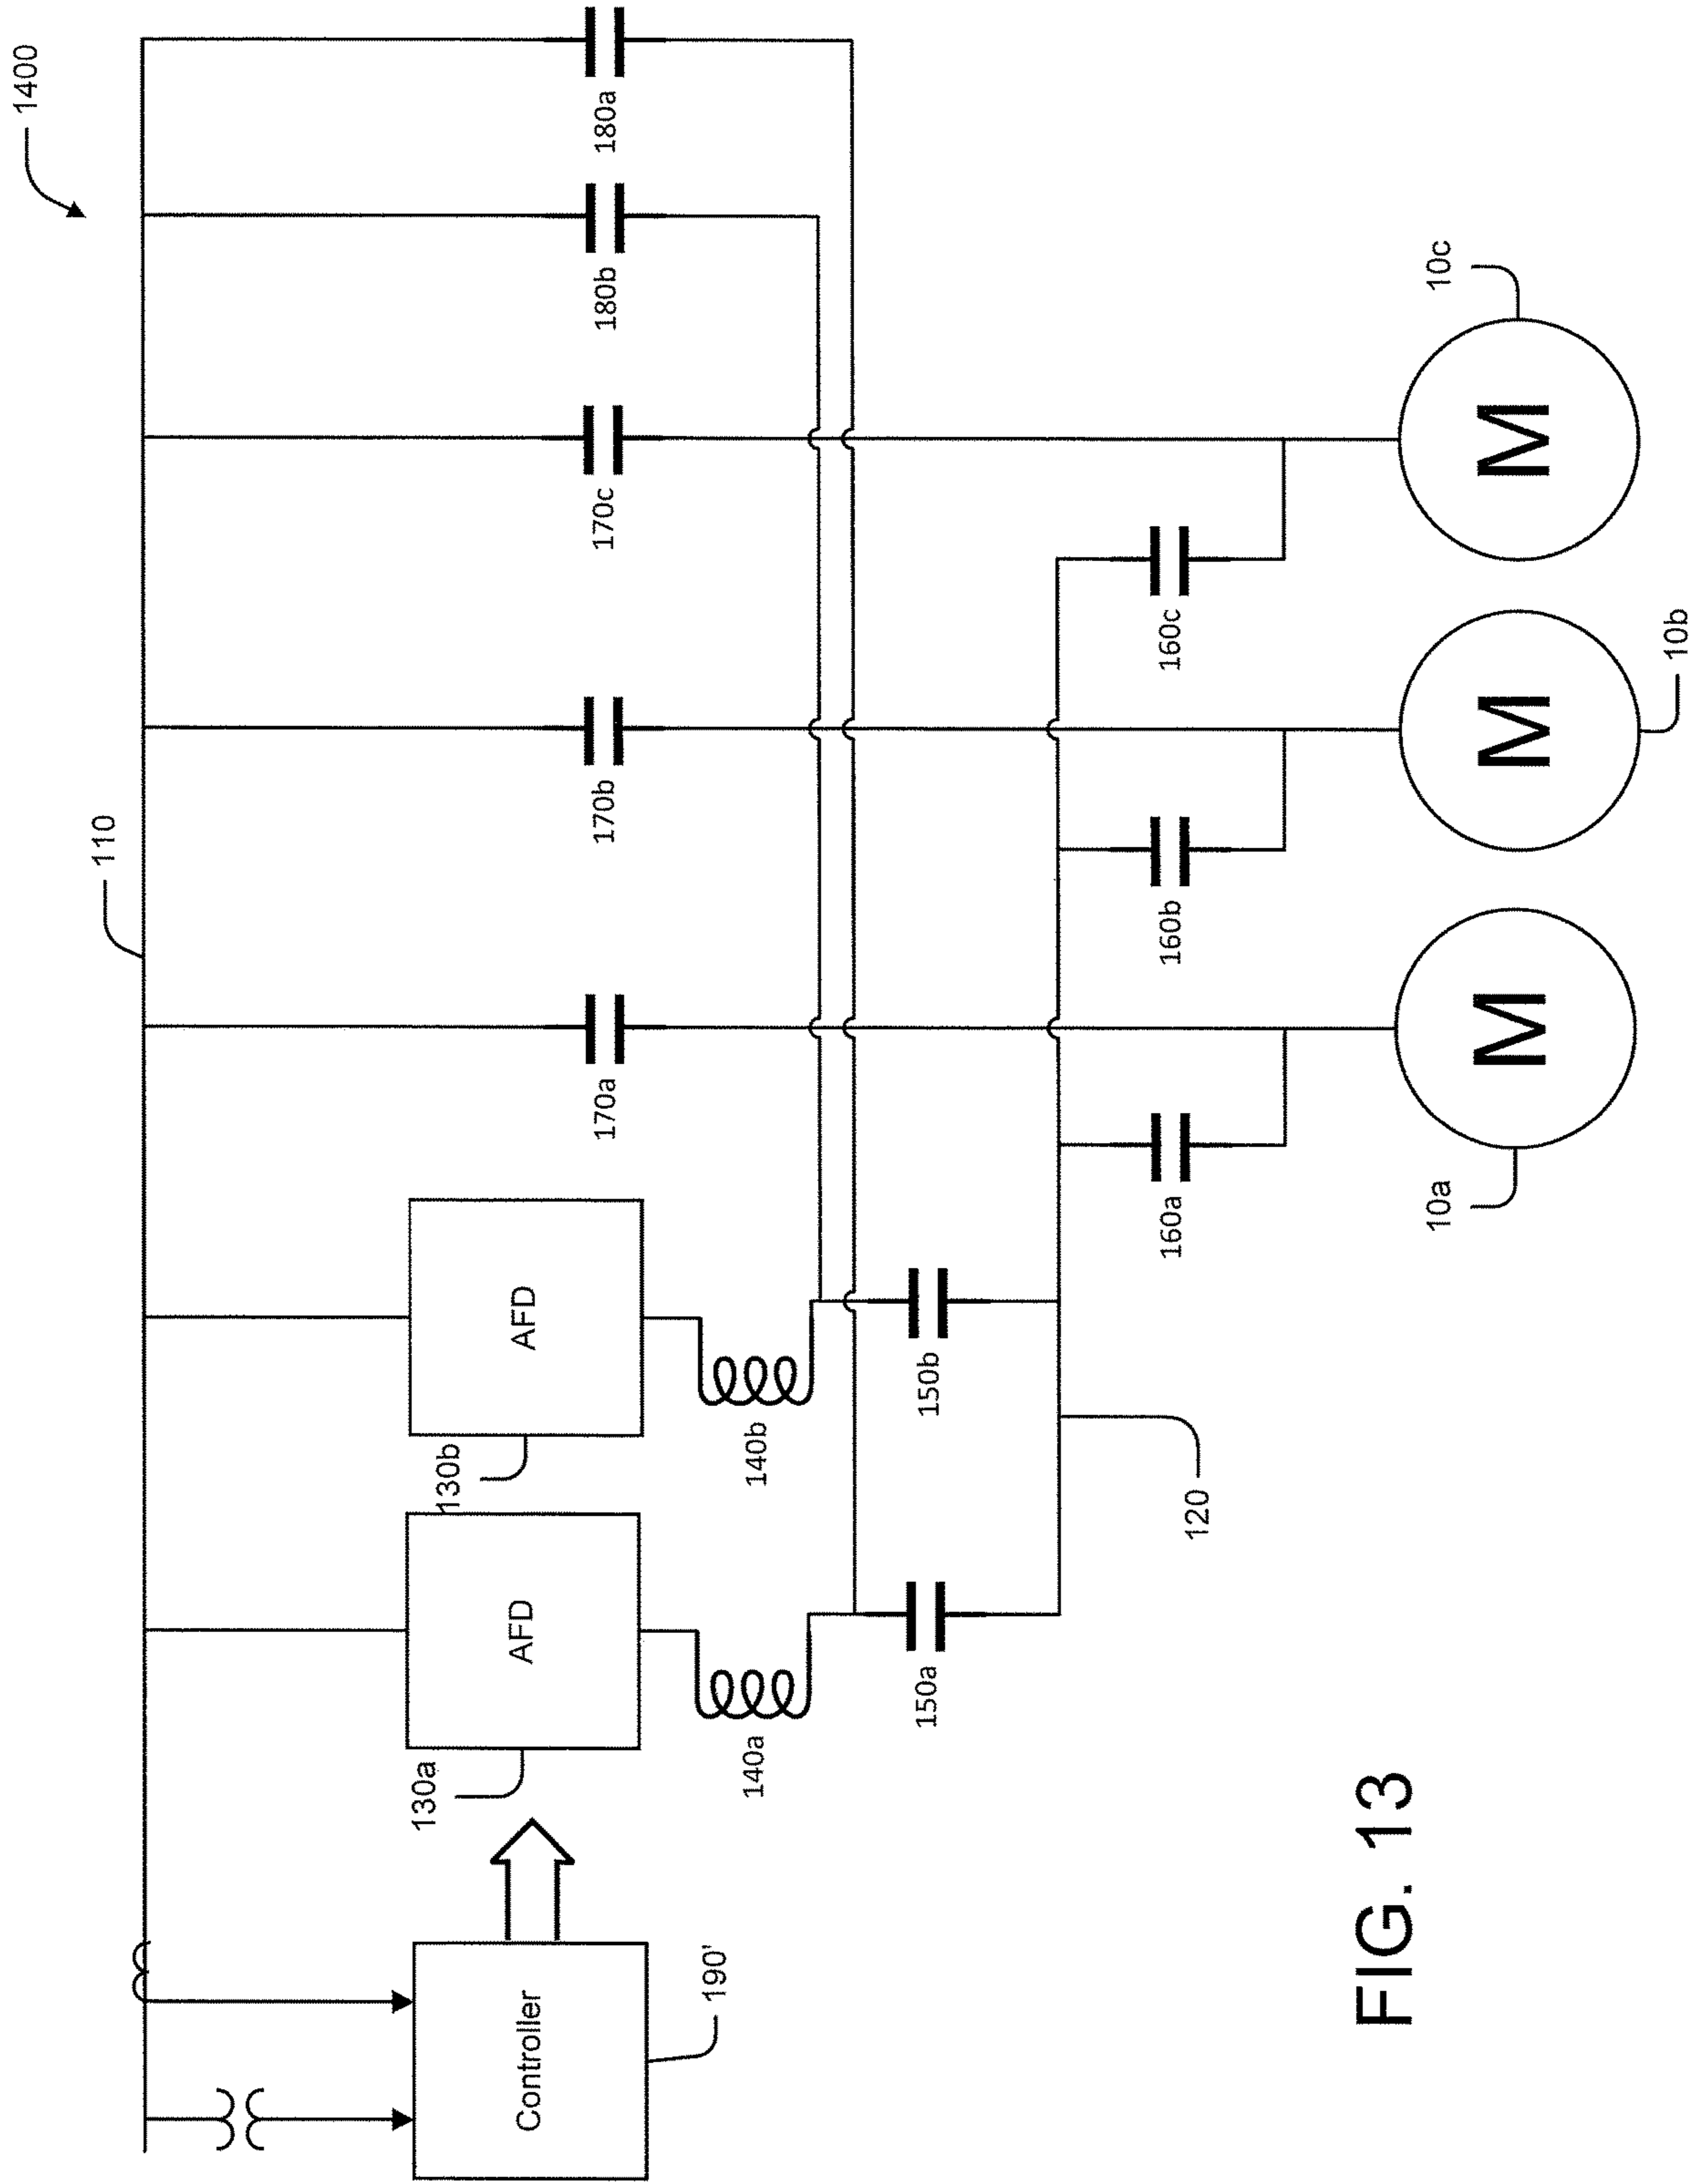 1400
110
180a
180b
170c
170b
170a
AFD
130b
AFD
130a
Controller
190'
140b
140a
150b
150a
120
160c
160b
160a
M
10c
M
10b
M
10a
FIG. 13